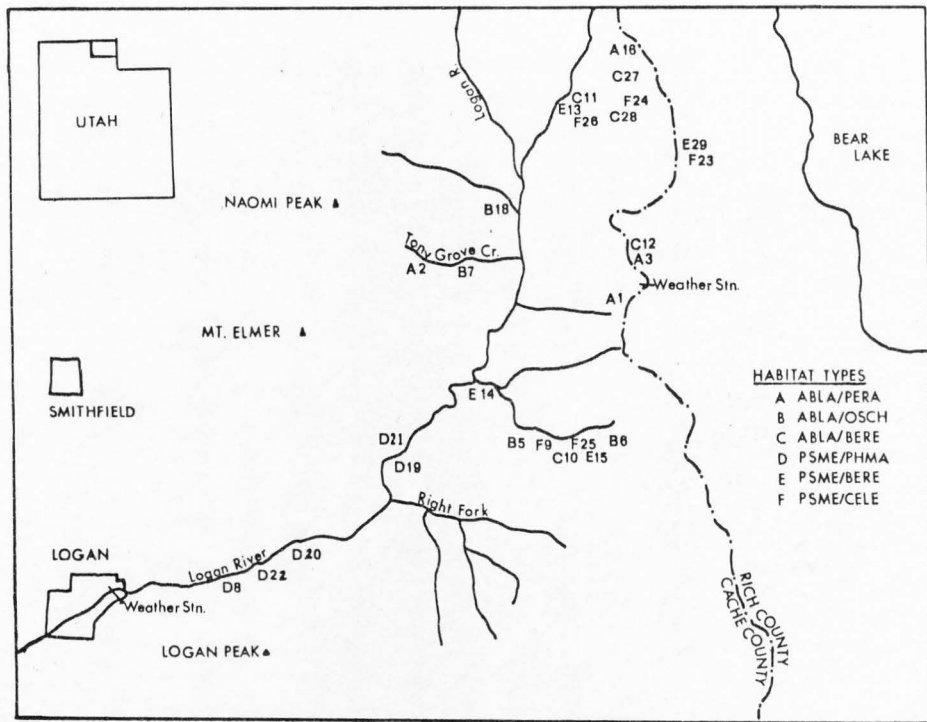 UTAH
Logan R.
A16
C27
C11
E13
F24
F26
C28
BEAR
LAKE
E29
F23
NAOMI PEAK
B18
Tony Grove Cr.
A2
B7
C12
A3
Weather Stn.
A1
MT. ELMER
SMITHFIELD
E14
HABITAT TYPES
A ABLA/PERA
B ABLA/OSCH
C ABLA/BERE
D PSME/PHMA
E PSME/BERE
F PSME/CELE
D21
B5
F9
F25
B6
C10
E15
D19
Right Fork
LOGAN
Logan River
D20
D22
D8
Weather Stn.
RICH COUNTY
CACHE COUNTY
LOGAN PEAK